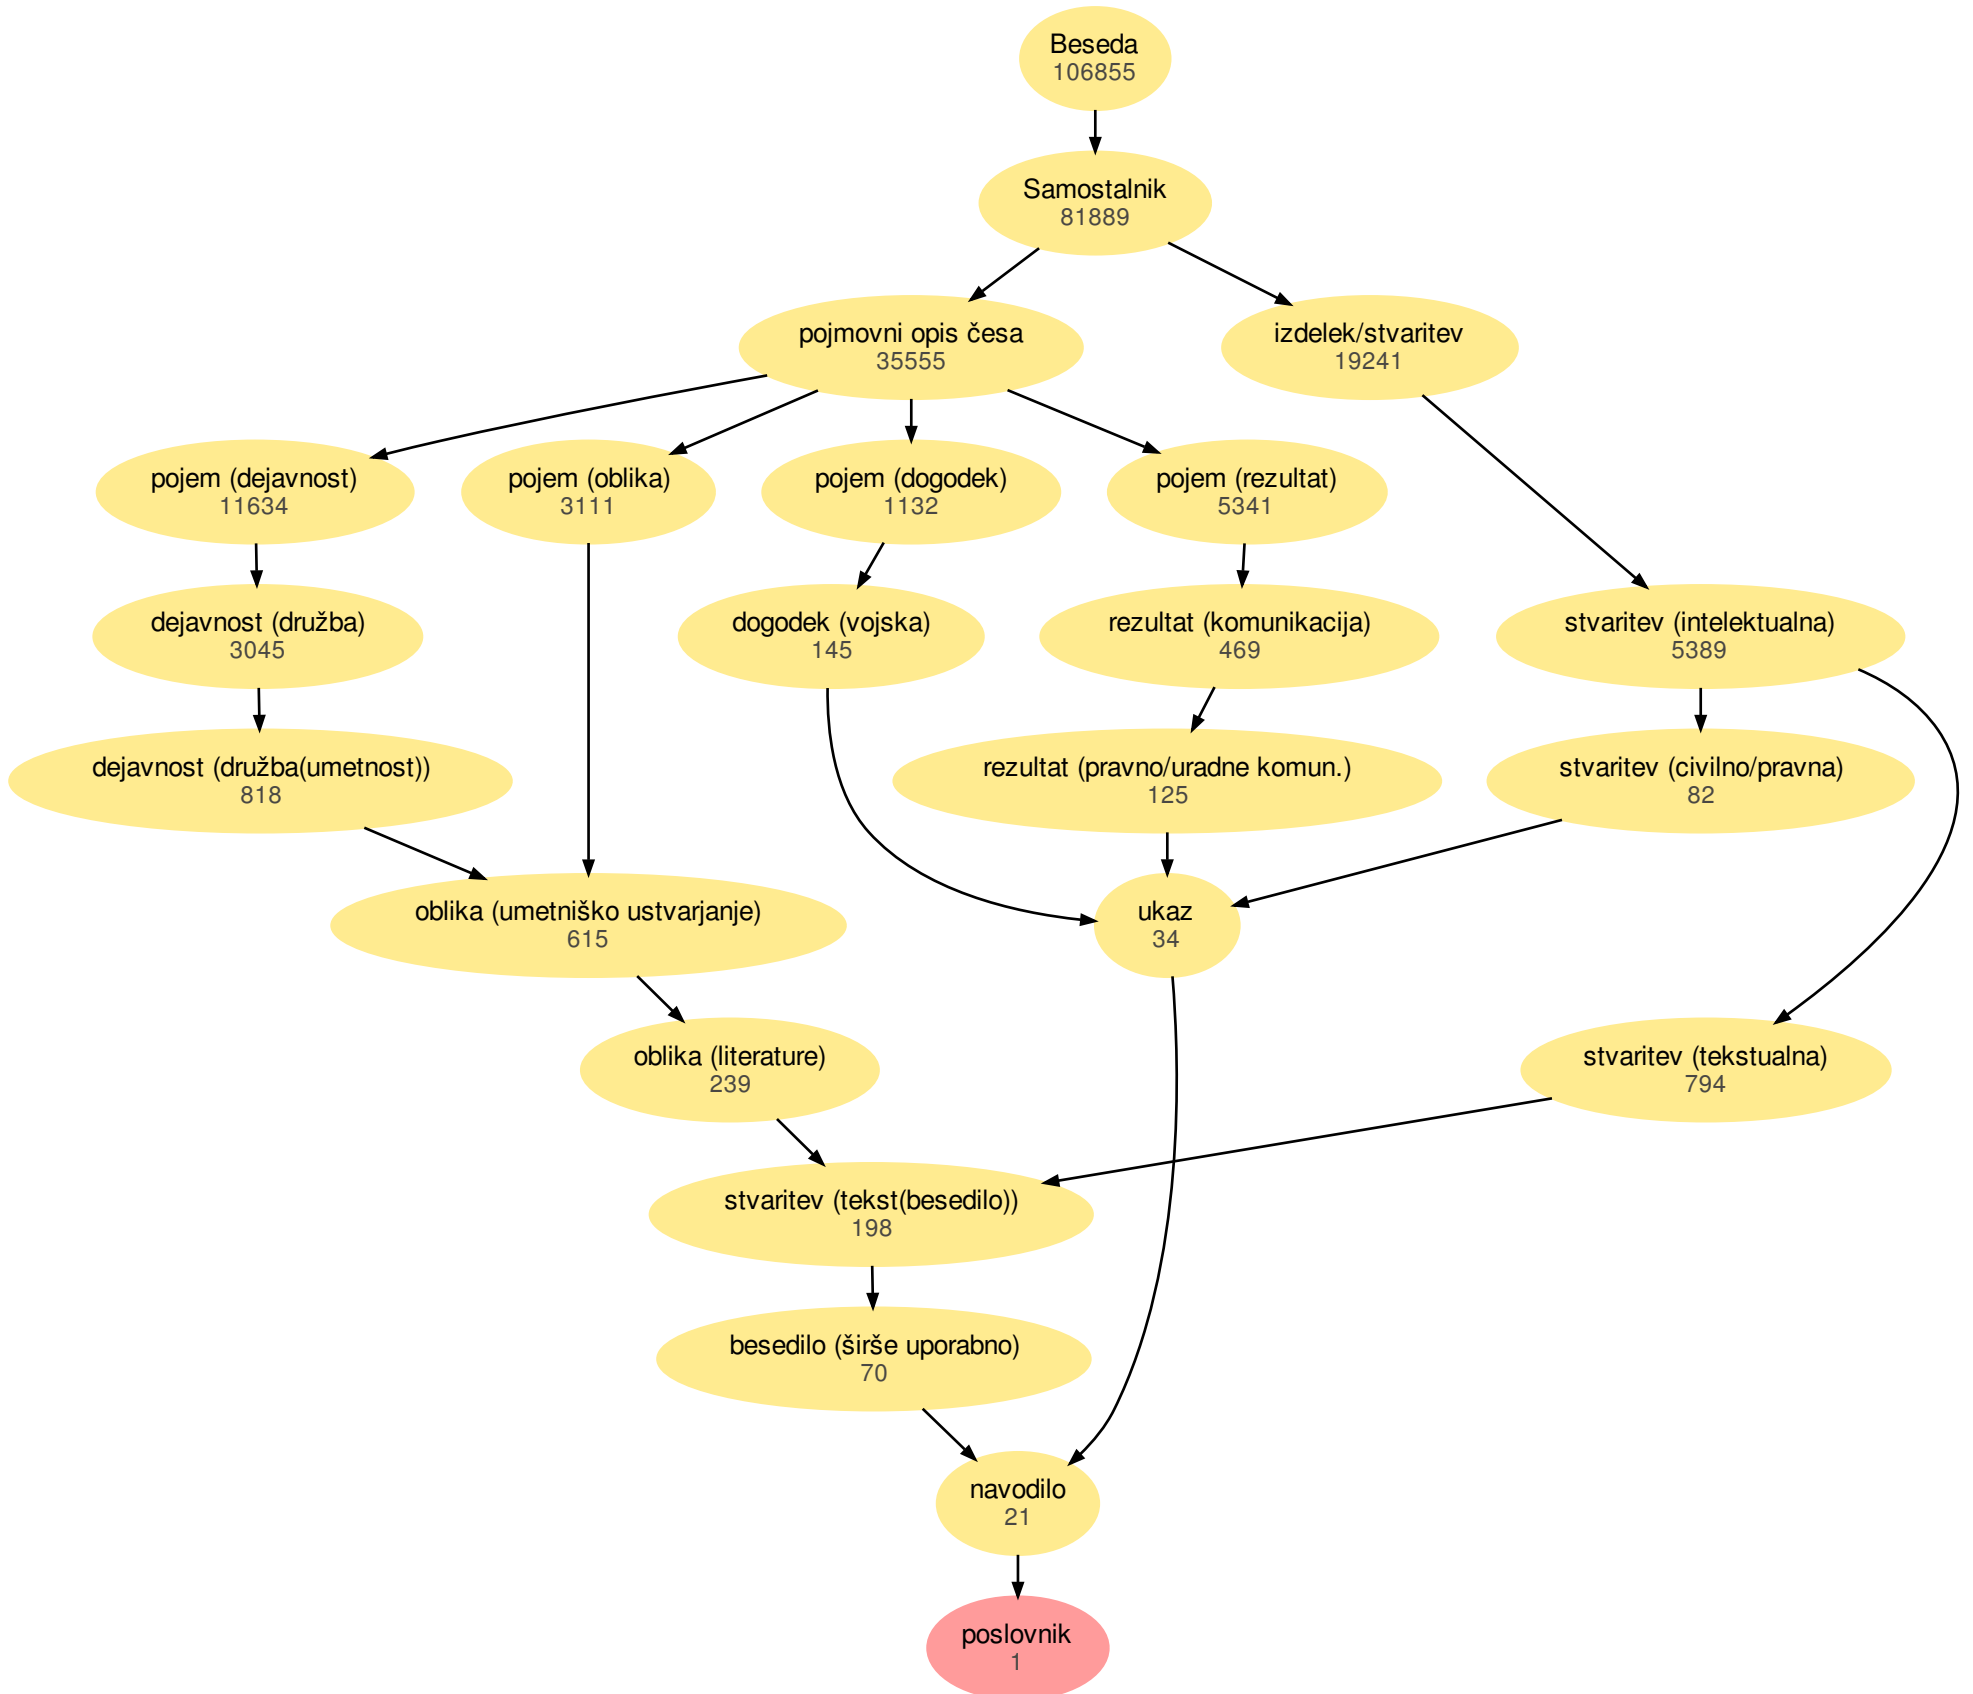 Beseda
106855
Samostalnik
81889
pojmovni opis česa
35555
izdelek/stvaritev
19241
pojem (dejavnost)
11634
pojem (oblika)
3111
pojem (dogodek)
1132
pojem (rezultat)
5341
dejavnost (družba)
3045
dogodek (vojska)
145
rezultat (komunikacija)
469
stvaritev (intelektualna)
5389
dejavnost (družba(umetnost))
818
rezultat (pravno/uradne komun.)
125
stvaritev (civilno/pravna)
82
oblika (umetniško ustvarjanje)
615
ukaz
34
oblika (literature)
239
stvaritev (tekstualna)
794
stvaritev (tekst(besedilo))
198
besedilo (širše uporabno)
70
navodilo
21
poslovnik
1